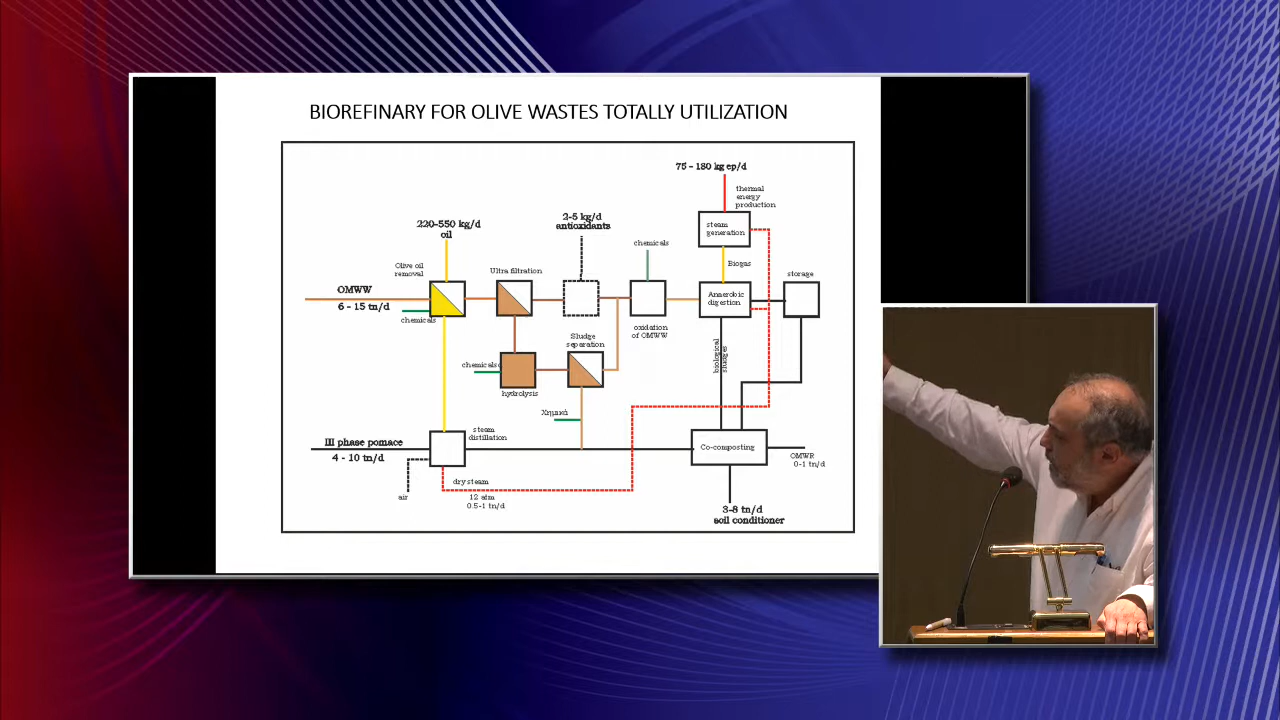 BIOREFINARY FOR OLIVE WASTES TOTALLY UTILIZATION
75 - 180 kg ep/d
thermal
energy
production
220-550 kg/d
oil
2-5 kg/d
antioxidants
steam
generation
chemicals
Olive oil
removal
Ultra filtration
Biogas
storage
OMWW
6 - 15 tn/d
chemicals
Anaerobic
digestion
oxidation
of OMWW
Sludge
separation
biological
sludges
chemicals
hydrolysis
Χημικά
steam
distillation
III phase pomace
4 - 10 tn/d
Co-composting
OMWR
0-1 tn/d
air
dry steam
12 atm
0.5-1 tn/d
3-8 tn/d
soil conditioner